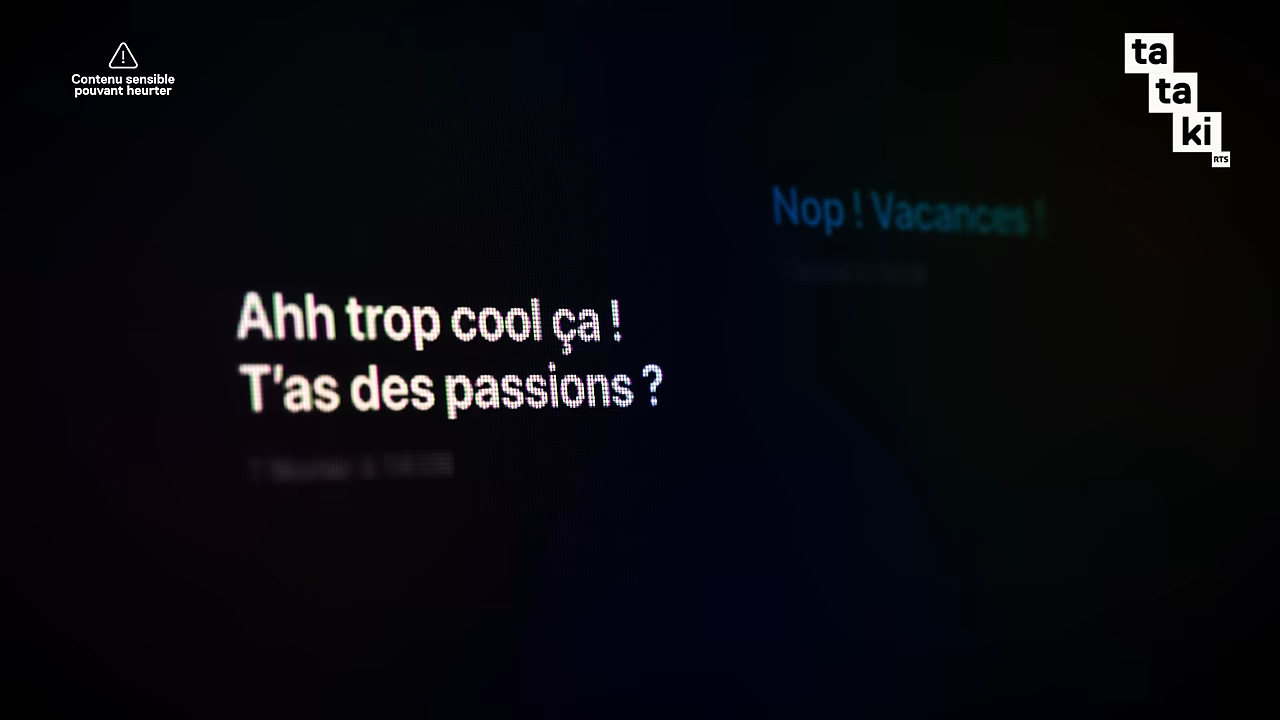 Contenu sensible
pouvant heurter
ta
ta
ki
RTS
Nop ! Vacances !
Ahh trop cool ça !
T'as des passions ?